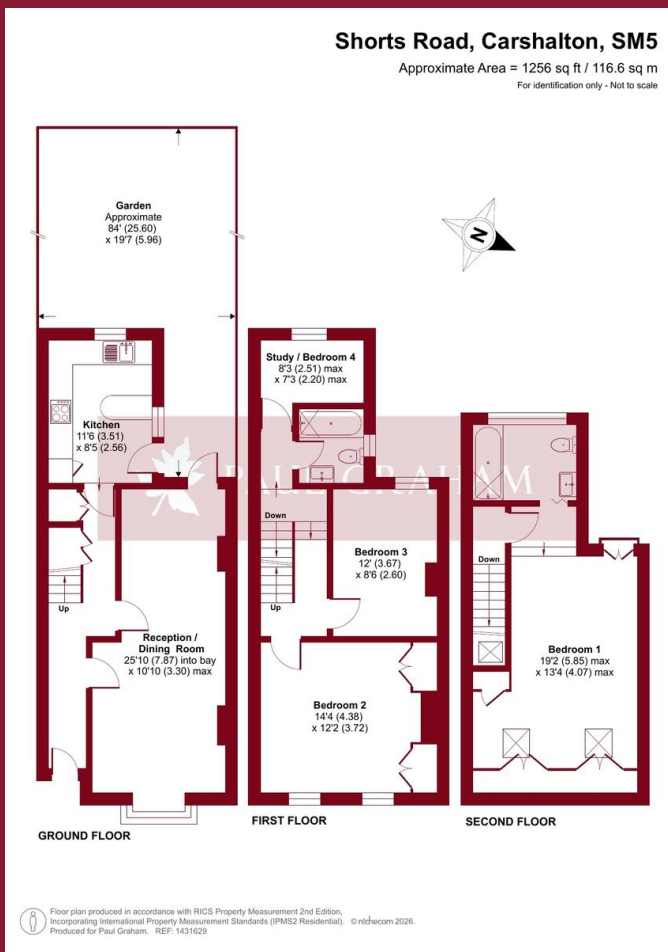 Shorts Road, Carshalton, SM5
Approximate Area = 1256 sq ft / 116.6 sq m
For identification only - Not to scale
Garden
Approximate
84' (25.60)
x 19'7 (5.96)
N
Kitchen
11'6 (3.51)
x 8'5 (2.56)
Up
Reception /
Dining Room
25'10 (7.87) into bay
x 10'10 (3.30) max
GROUND FLOOR
Study / Bedroom 4
8'3 (2.51) max
x 7'3 (2.20) max
Down
Up
Bedroom 3
12' (3.67)
x 8'6 (2.60)
Bedroom 2
14'4 (4.38)
x 12'2 (3.72)
FIRST FLOOR
Down
Bedroom 1
19'2 (5.85) max
x 13'4 (4.07) max
SECOND FLOOR
PAUL GRAHAM
Floor plan produced in accordance with RICS Property Measurement 2nd Edition,
Incorporating International Property Measurement Standards (IPMS2 Residential). © nichecom 2026.
Produced for Paul Graham. REF: 1431629